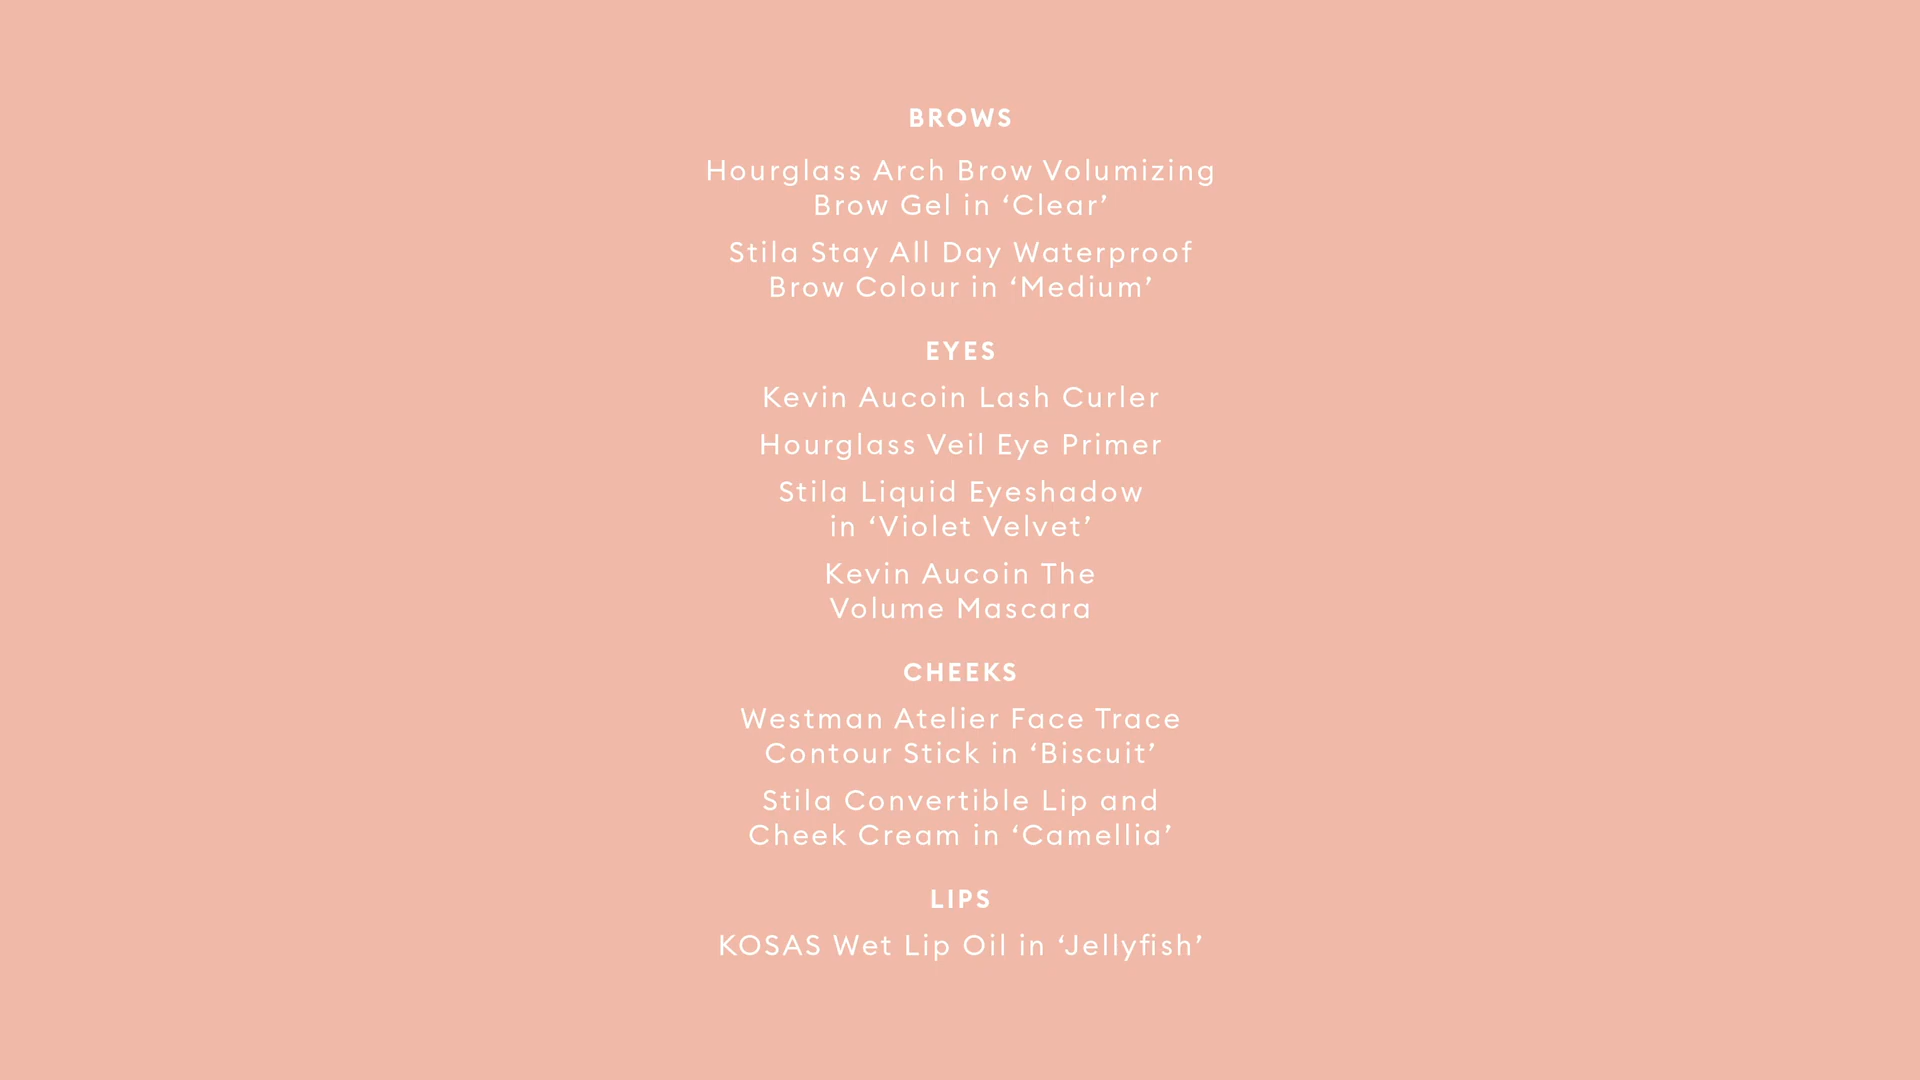 BROWS
Hourglass Arch Brow Volumizing
Brow Gel in ‘Clear’
Stila Stay All Day Waterproof
Brow Colour in ‘Medium’
EYES
Kevin Aucoin Lash Curler
Hourglass Veil Eye Primer
Stila Liquid Eyeshadow
in ‘Violet Velvet’
Kevin Aucoin The
Volume Mascara
CHEEKS
Westman Atelier Face Trace
Contour Stick in ‘Biscuit’
Stila Convertible Lip and
Cheek Cream in ‘Camellia’
LIPS
KOSAS Wet Lip Oil in ‘Jellyfish’